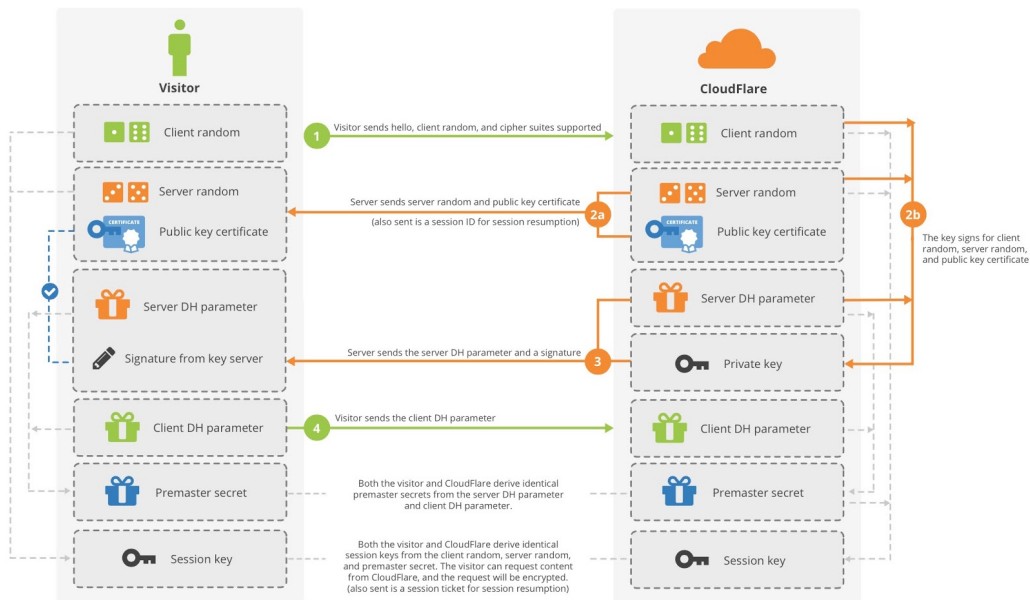 Visitor
CloudFlare
Client random
1
Visitor sends hello, client random, and cipher suites supported
Client random
Server random
CERTIFICATE
Public key certificate
Server sends server random and public key certificate
(also sent is a session ID for session resumption)
2a
Server random
CERTIFICATE
Public key certificate
2b
The key signs for client
random, server random,
and public key certificate
Server DH parameter
Signature from key server
Server sends the server DH parameter and a signature
3
Server DH parameter
Private key
Client DH parameter
4
Visitor sends the client DH parameter
Client DH parameter
Premaster secret
Both the visitor and CloudFlare derive identical
premaster secrets from the server DH parameter
and client DH parameter.
Premaster secret
Session key
Both the visitor and CloudFlare derive identical
session keys from the client random, server random,
and premaster secret. The visitor can request content
from CloudFlare, and the request will be encrypted.
(also sent is a session ticket for session resumption)
Session key